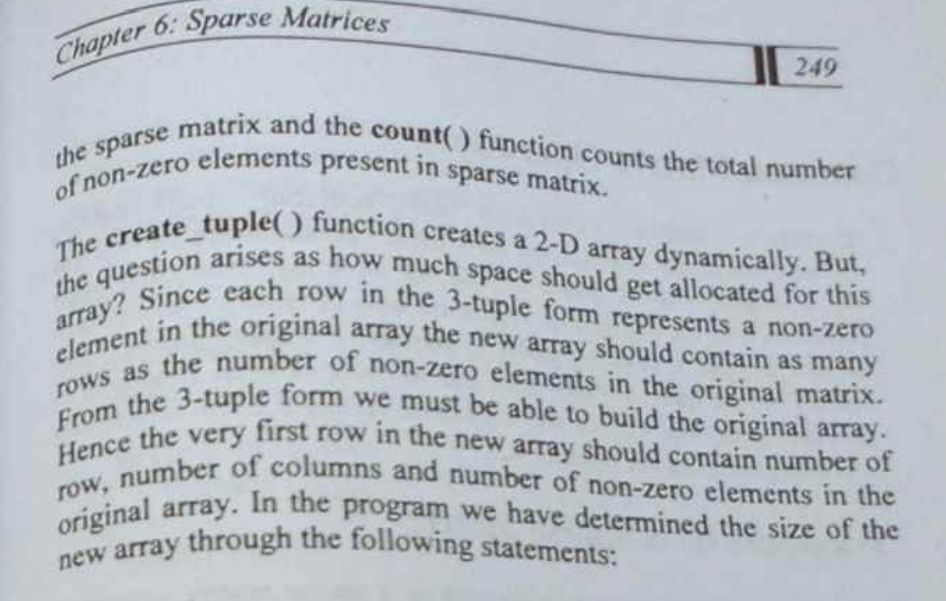 Chapter 6: Sparse Matrices
249
the sparse matrix and the count( ) function counts the total number
of non-zero elements present in sparse matrix.
The create_tuple( ) function creates a 2-D array dynamically. But,
the question arises as how much space should get allocated for this
array? Since each row in the 3-tuple form represents a non-zero
element in the original array the new array should contain as many
rows as the number of non-zero elements in the original matrix.
From the 3-tuple form we must be able to build the original array.
Hence the very first row in the new array should contain number of
row, number of columns and number of non-zero elements in the
original array. In the program we have determined the size of the
new array through the following statements: